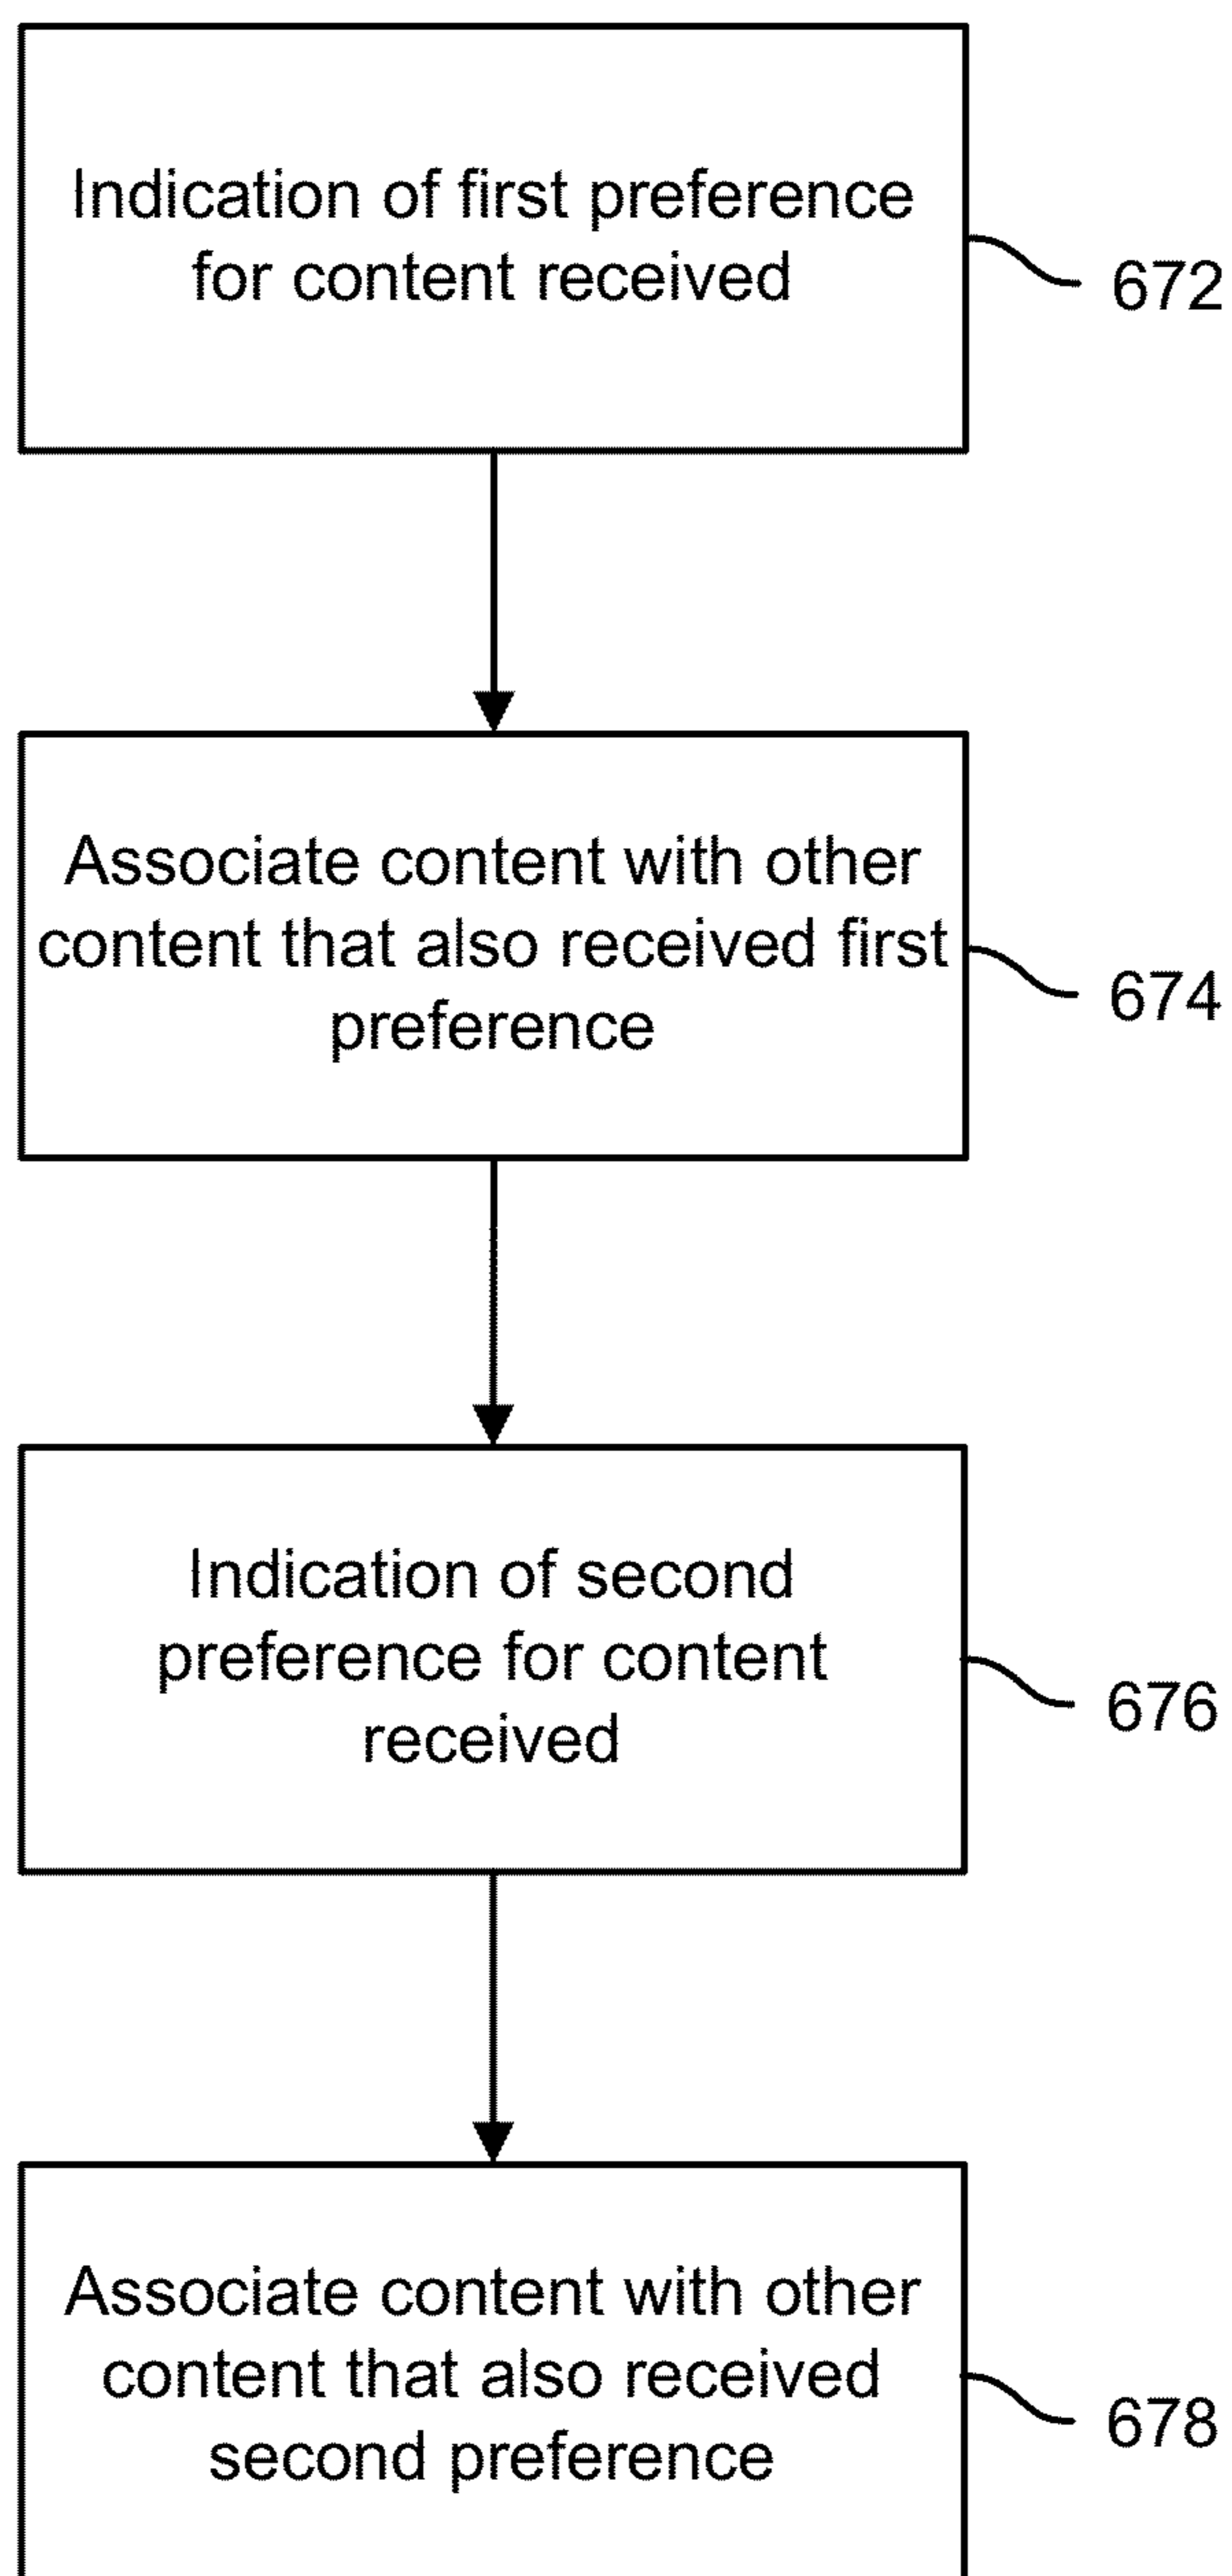 Indication of first preference
for content received
672
Associate content with other
content that also received first
preference
674
Indication of second
preference for content
received
676
Associate content with other
content that also received
second preference
678